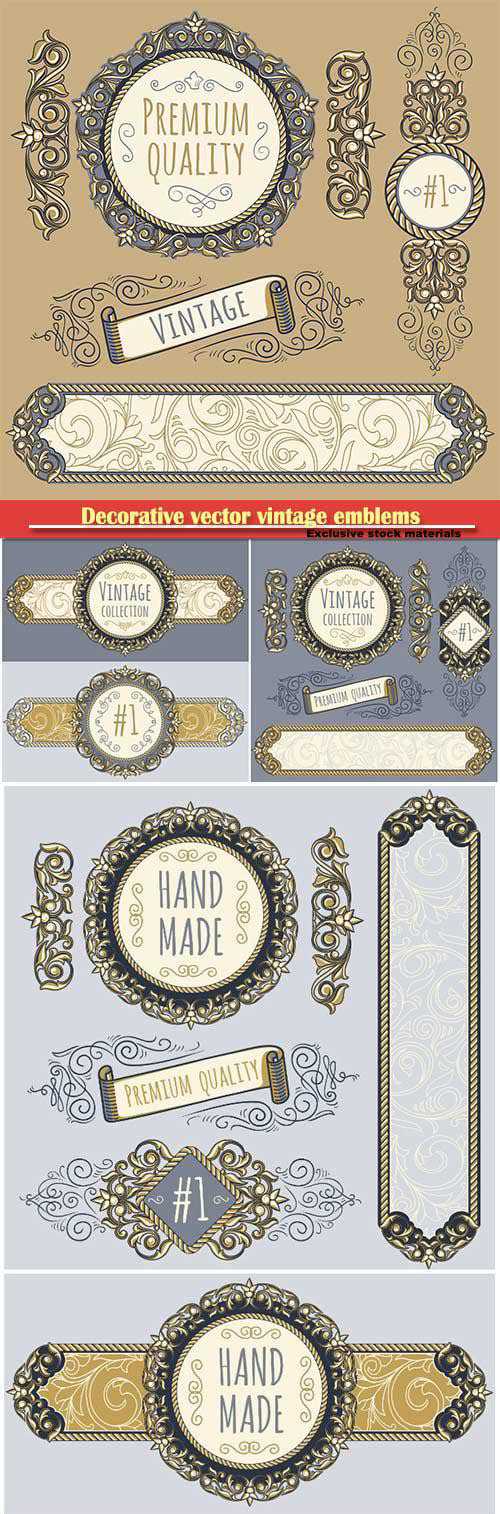 PREMIUM
QUALITY
#1
VINTAGE
Decorative vector vintage emblems
Exclusive stock materials
VINTAGE
COLLECTION
#1
VINTAGE
COLLECTION
#1
PREMIUM QUALITY
HAND
MADE
PREMIUM QUALITY
#1
HAND
MADE